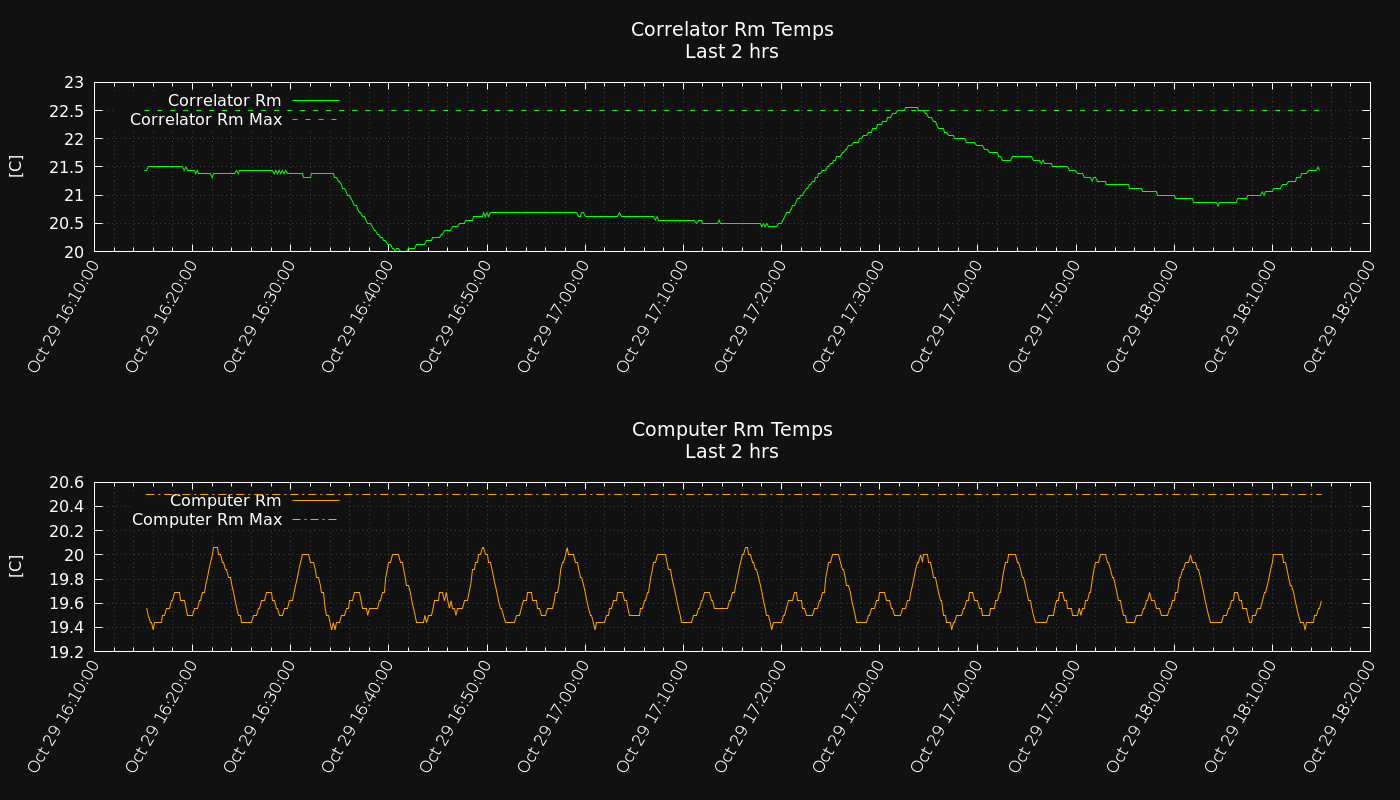 Correlator Rm Temps
Last 2 hrs
[C]
23
22.5
22
21.5
21
20.5
20
Correlator Rm
Correlator Rm Max
Oct 29 16:10:00
Oct 29 16:20:00
Oct 29 16:30:00
Oct 29 16:40:00
Oct 29 16:50:00
Oct 29 17:00:00
Oct 29 17:10:00
Oct 29 17:20:00
Oct 29 17:30:00
Oct 29 17:40:00
Oct 29 17:50:00
Oct 29 18:00:00
Oct 29 18:10:00
Oct 29 18:20:00
Computer Rm Temps
Last 2 hrs
[C]
20.6
20.4
20.2
20
19.8
19.6
19.4
19.2
Computer Rm
Computer Rm Max
Oct 29 16:10:00
Oct 29 16:20:00
Oct 29 16:30:00
Oct 29 16:40:00
Oct 29 16:50:00
Oct 29 17:00:00
Oct 29 17:10:00
Oct 29 17:20:00
Oct 29 17:30:00
Oct 29 17:40:00
Oct 29 17:50:00
Oct 29 18:00:00
Oct 29 18:10:00
Oct 29 18:20:00